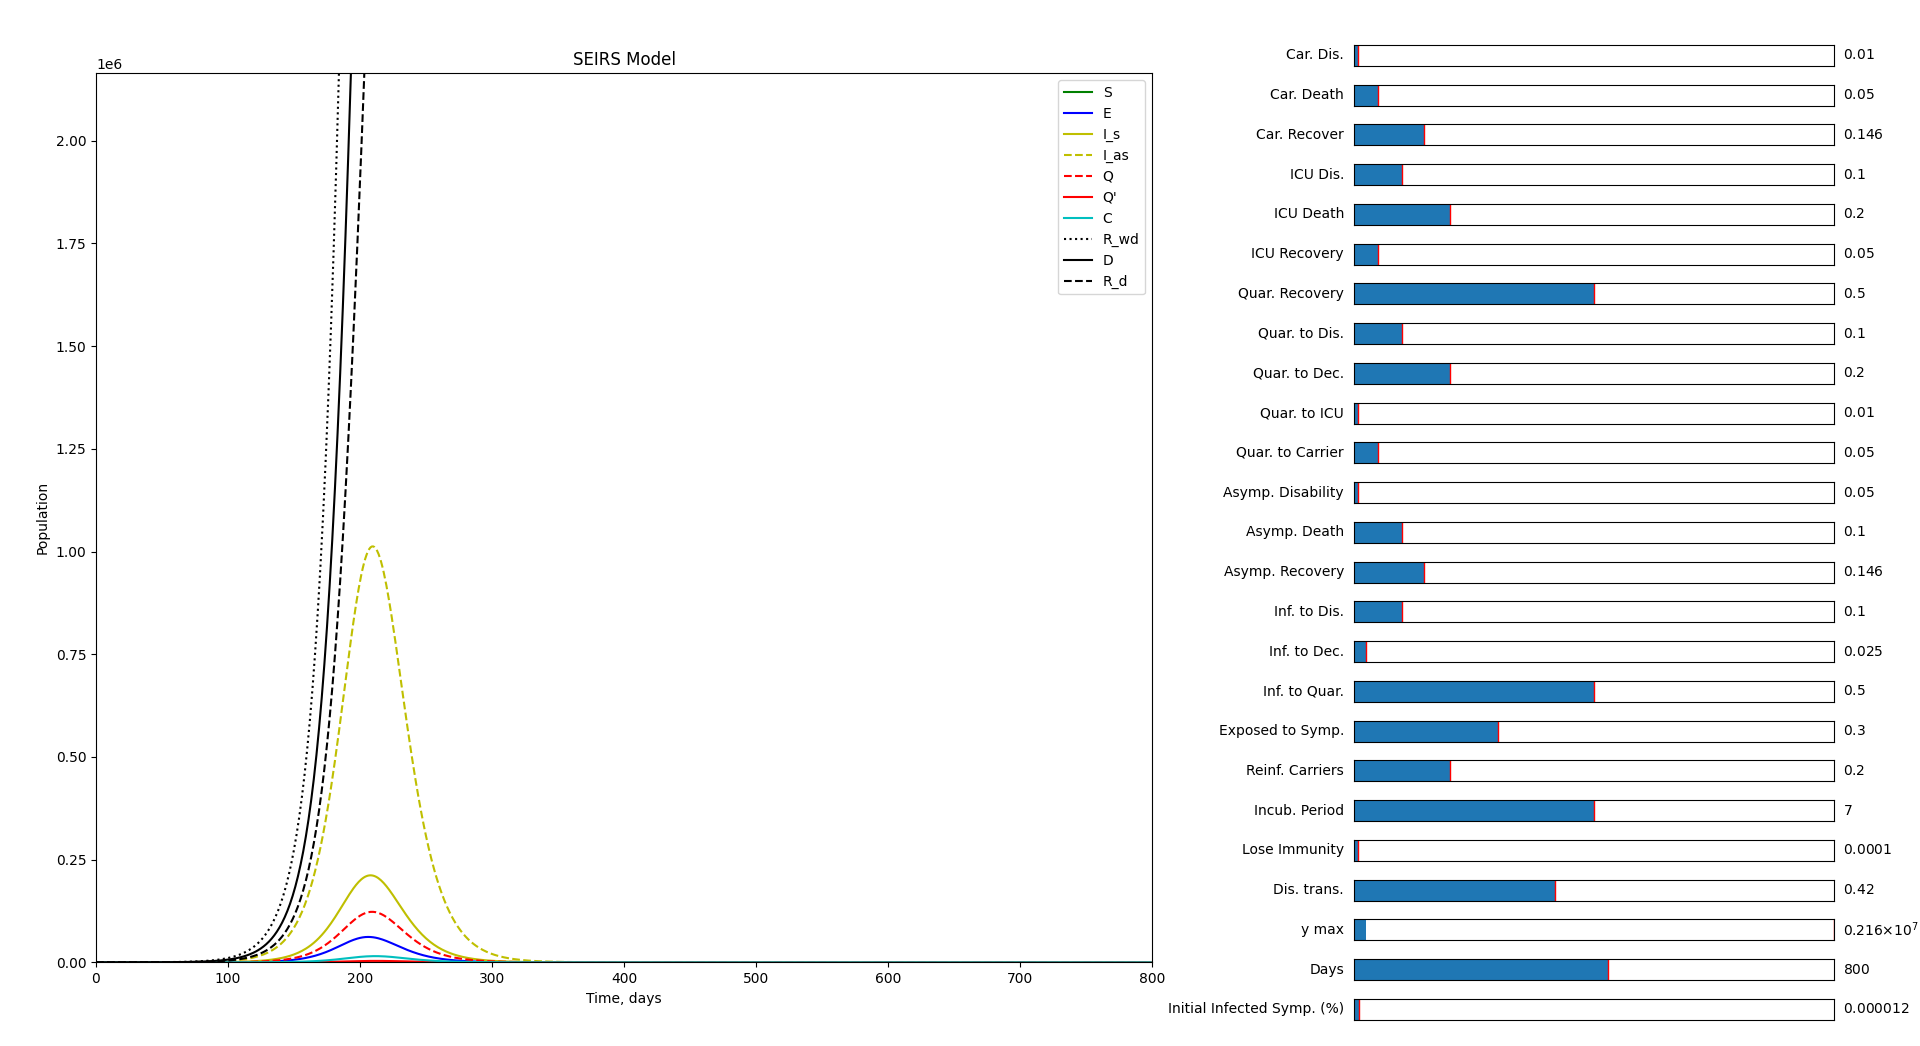 SEIRS Model
1e6
2.00
1.75
1.50
1.25
1.00
0.75
0.50
0.25
0.00
Population
0 100 200 300 400 500 600 700 800
Time, days
S
E
I_s
I_as
Q
Q'
C
R_wd
D
R_d
Car. Dis. 0.01
Car. Death 0.05
Car. Recover 0.146
ICU Dis. 0.1
ICU Death 0.2
ICU Recovery 0.05
Quar. Recovery 0.5
Quar. to Dis. 0.1
Quar. to Dec. 0.2
Quar. to ICU 0.01
Quar. to Carrier 0.05
Asymp. Disability 0.05
Asymp. Death 0.1
Asymp. Recovery 0.146
Inf. to Dis. 0.1
Inf. to Dec. 0.025
Inf. to Quar. 0.5
Exposed to Symp. 0.3
Reinf. Carriers 0.2
Incub. Period 7
Lose Immunity 0.0001
Dis. trans. 0.42
y max 0.216×10⁷
Days 800
Initial Infected Symp. (%) 0.000012